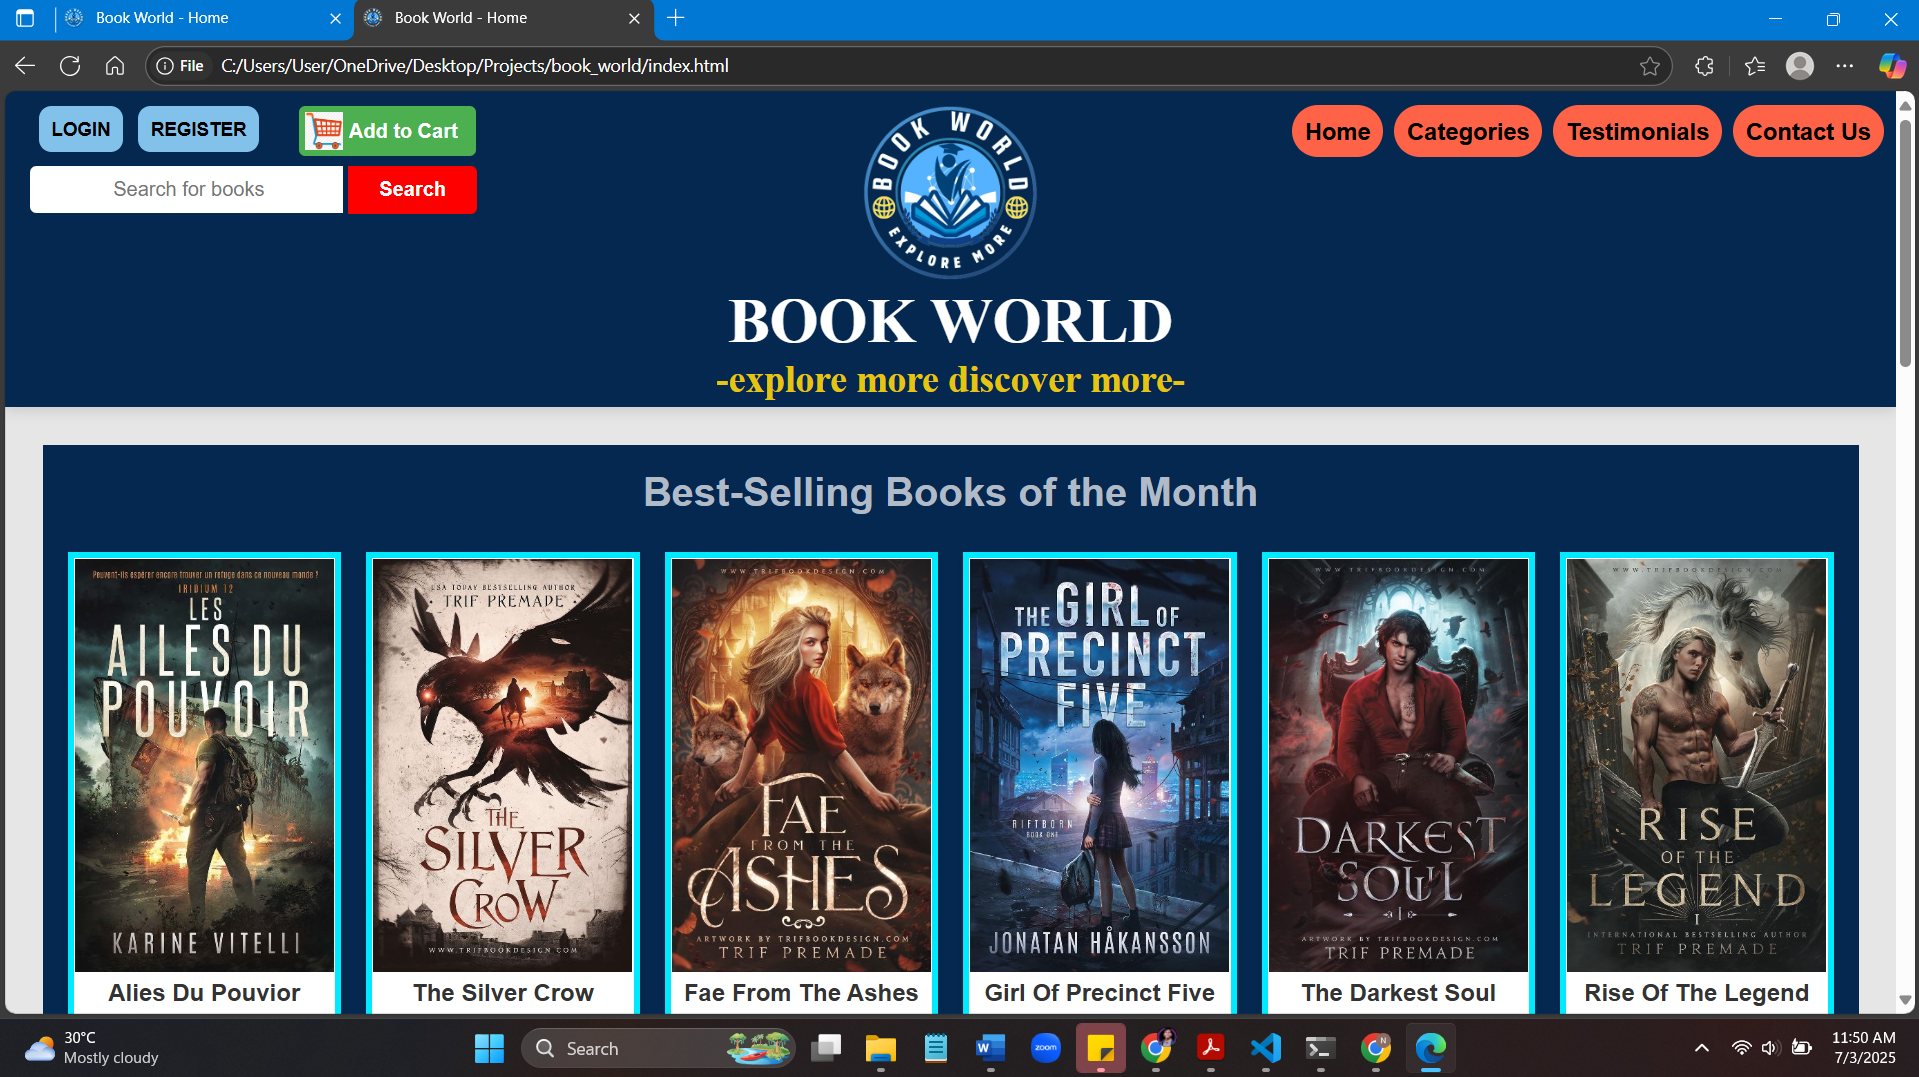 Book World - Home
Book World - Home
File C:/Users/User/OneDrive/Desktop/Projects/book_world/index.html
LOGIN REGISTER Add to Cart
Home Categories Testimonials Contact Us
Search for books Search
BOOK WORLD
EXPLORE MORE
BOOK WORLD
-explore more discover more-
Best-Selling Books of the Month
Peuvent-ils espérer encore trouver un refuge dans ce nouveau monde ?
IRIDIUM 12
LES
AILES DU
POUVOIR
KARINE VITELLI
Alies Du Pouvior
USA TODAY BESTSELLING AUTHOR
TRIF PREMADE
THE
SILVER
CROW
WWW.TRIFBOOKDESIGN.COM
The Silver Crow
WWW.TRIFBOOKDESIGN.COM
FAE
FROM THE
ASHES
ARTWORK BY TRIFBOOKDESIGN.COM
TRIF PREMADE
Fae From The Ashes
THE GIRL OF
PRECINCT
FIVE
RIFTBORN
BOOK ONE
JONATAN HÅKANSSON
Girl Of Precinct Five
WWW.TRIFBOOKDESIGN.COM
DARKEST
SOUL
I
ARTWORK BY TRIFBOOKDESIGN.COM
TRIF PREMADE
The Darkest Soul
WWW.TRIFBOOKDESIGN.COM
RISE
OF THE
LEGEND
I
INTERNATIONAL BESTSELLING AUTHOR
TRIF PREMADE
Rise Of The Legend
30°C
Mostly cloudy
Search
W
zoom
N
11:50 AM
7/3/2025